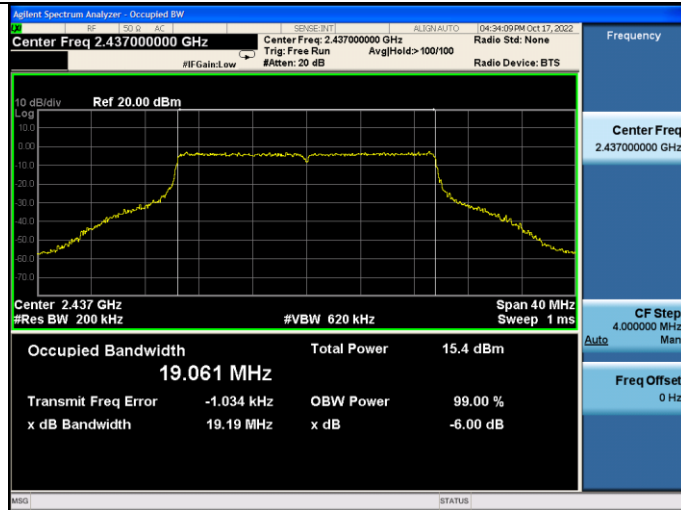 Agilent Spectrum Analyzer - Occupied BW
RF 50 Ω AC SENSE:INT ALIGN AUTO 04:34:09 PM Oct 17, 2022
Center Freq 2.437000000 GHz
Center Freq: 2.437000000 GHz
Radio Std: None
Trig: Free Run Avg|Hold:> 100/100
#IFGain:Low #Atten: 20 dB Radio Device: BTS
Frequency
10 dB/div Ref 20.00 dBm
Log
10.0
0.00
-10.0
-20.0
-30.0
-40.0
-50.0
-60.0
-70.0
Center 2.437 GHz Span 40 MHz
#Res BW 200 kHz #VBW 620 kHz Sweep 1 ms
Occupied Bandwidth Total Power 15.4 dBm
19.061 MHz
Transmit Freq Error -1.034 kHz OBW Power 99.00 %
x dB Bandwidth 19.19 MHz x dB -6.00 dB
Center Freq
2.437000000 GHz
CF Step
4.000000 MHz
Auto Man
Freq Offset
0 Hz
MSG STATUS